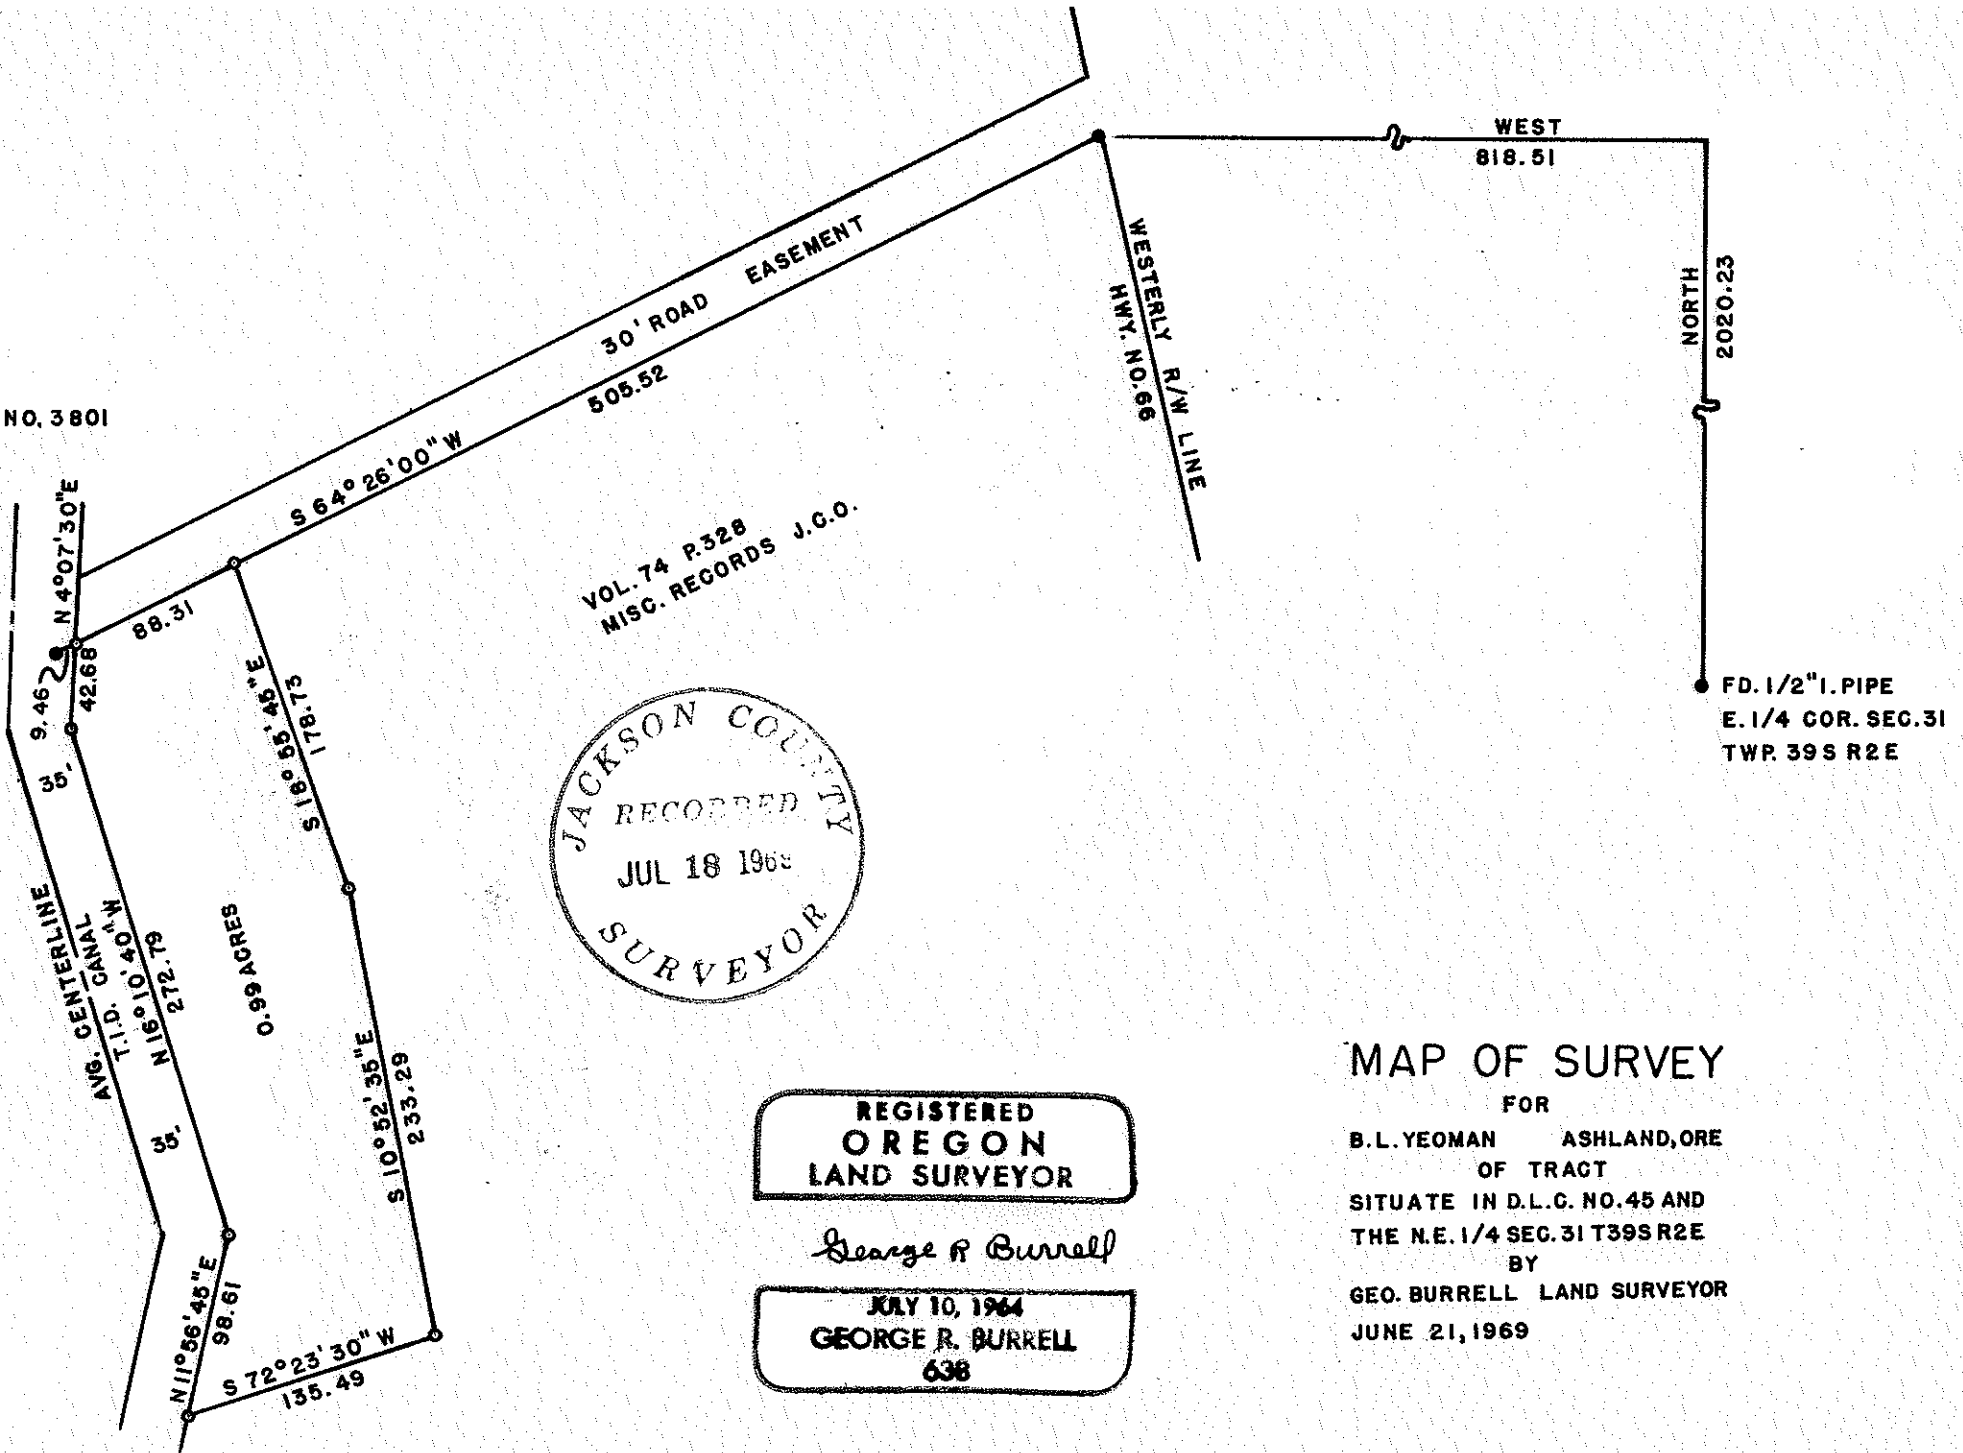 WEST
818.51
NORTH
2020.23
30' ROAD EASEMENT
505.52
S 64° 26' 00" W
WESTERLY R/W LINE
HWY. NO. 66
NO. 3801
N 4° 07' 30" E
88.31
9.46
42.68
35'
VOL. 74 P. 328
MISC. RECORDS J.C.O.
S 18° 55' 45" E
178.73
FD. 1/2" I. PIPE
E. 1/4 COR. SEC. 31
TWP. 39 S R2 E
JACKSON COUNTY
RECORDED
JUL 18 1969
SURVEYOR
AVG. CENTERLINE
T.I.D. CANAL
N 16° 10' 40" W
272.79
0.99 ACRES
S 10° 52' 35" E
233.29
35'
N 11° 56' 45" E
98.61
S 72° 23' 30" W
135.49
REGISTERED
OREGON
LAND SURVEYOR
George R Burrell
JULY 10, 1964
GEORGE R. BURRELL
638
MAP OF SURVEY
FOR
B.L. YEOMAN ASHLAND, ORE
OF TRACT
SITUATE IN D.L.C. NO. 45 AND
THE N.E. 1/4 SEC. 31 T39S R2E
BY
GEO. BURRELL LAND SURVEYOR
JUNE 21, 1969